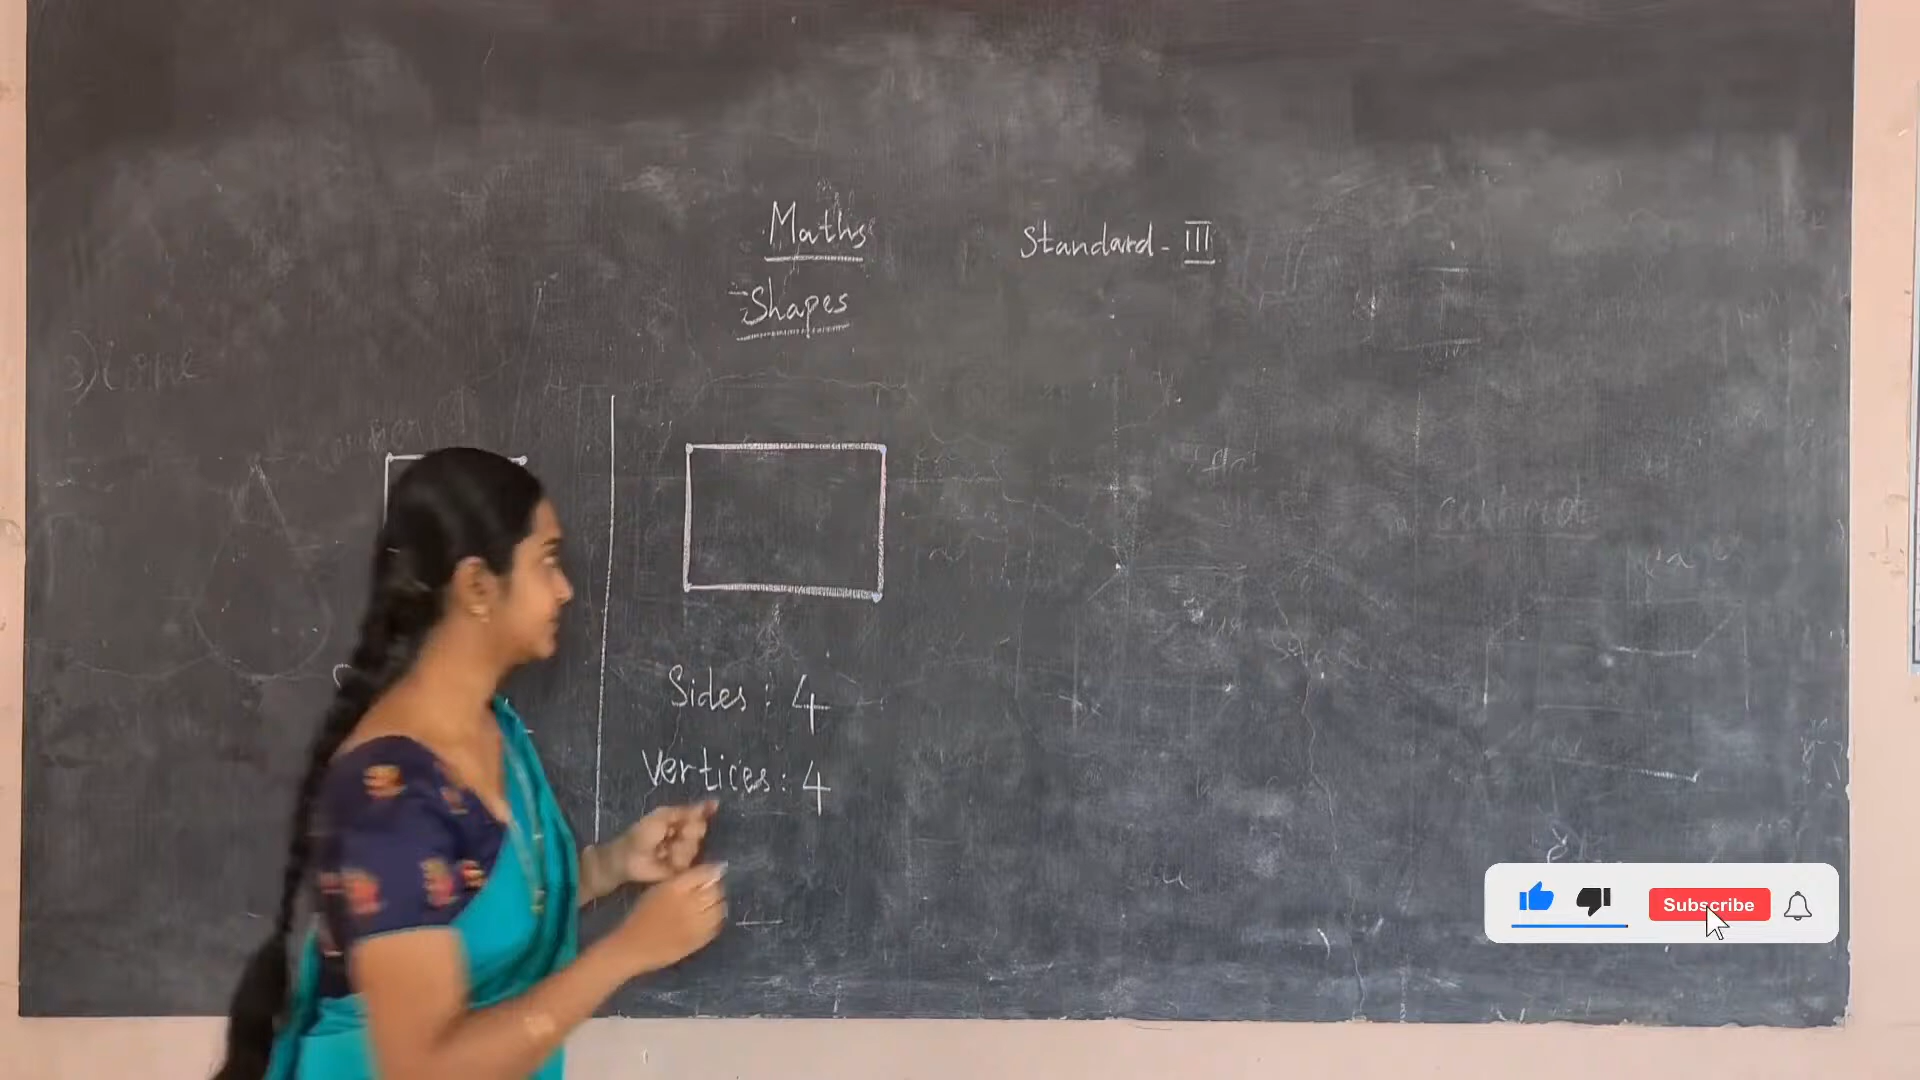 Maths
Standard - III
Shapes
Sides : 4
Vertices : 4
Subscribe